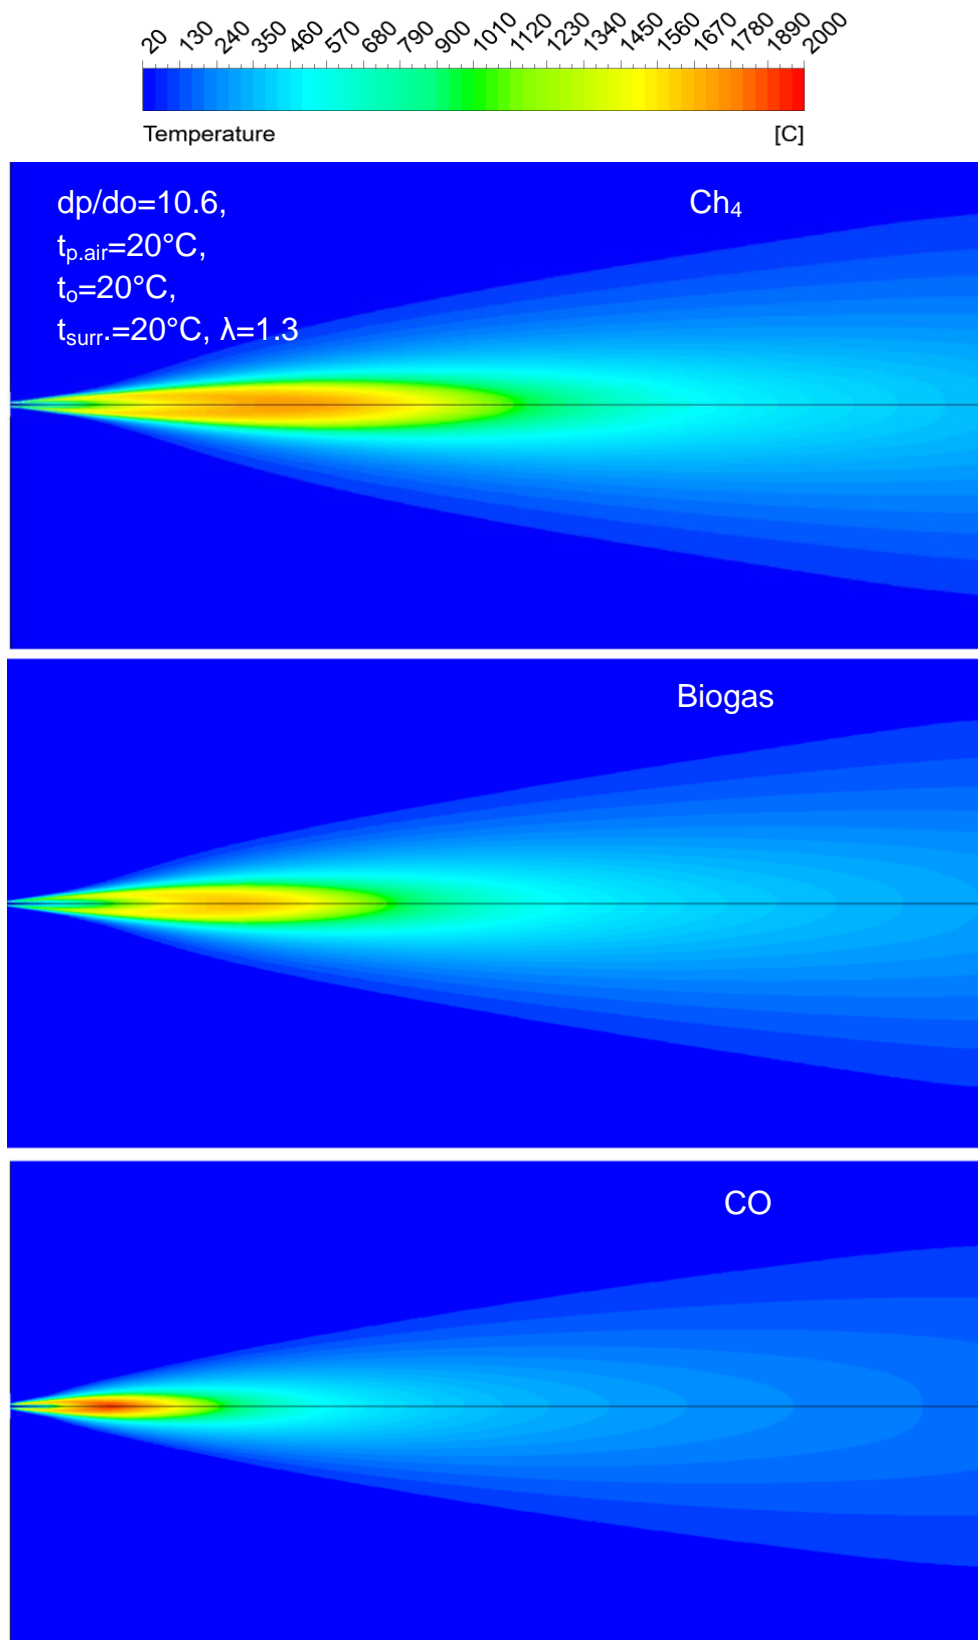 20 130 240 350 460 570 680 790 900 1010 1120 1230 1340 1450 1560 1670 1780 1890 2000
Temperature [C]
dp/do=10.6, Ch₄
tₚ.ₐᵢᵣ=20°C,
tₒ=20°C,
tₛᵤᵣᵣ.=20°C, λ=1.3
Biogas
CO